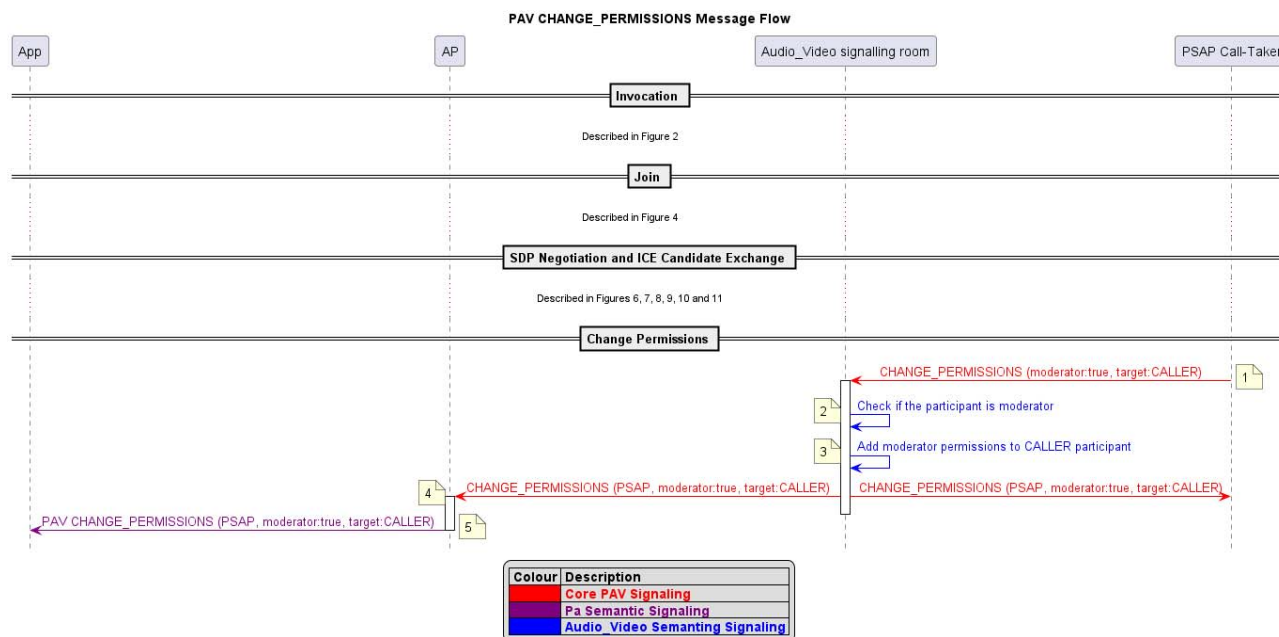 PAV CHANGE_PERMISSIONS Message Flow
App
AP
Audio_Video signalling room
PSAP Call-Taker
Invocation
Described in Figure 2
Join
Described in Figure 4
SDP Negotiation and ICE Candidate Exchange
Described in Figures 6, 7, 8, 9, 10 and 11
Change Permissions
CHANGE_PERMISSIONS (moderator:true, target:CALLER)
1
2
Check if the participant is moderator
3
Add moderator permissions to CALLER participant
4
CHANGE_PERMISSIONS (PSAP, moderator:true, target:CALLER)
CHANGE_PERMISSIONS (PSAP, moderator:true, target:CALLER)
PAV CHANGE_PERMISSIONS (PSAP, moderator:true, target:CALLER)
5
Colour Description
Core PAV Signaling
Pa Semantic Signaling
Audio_Video Semanting Signaling